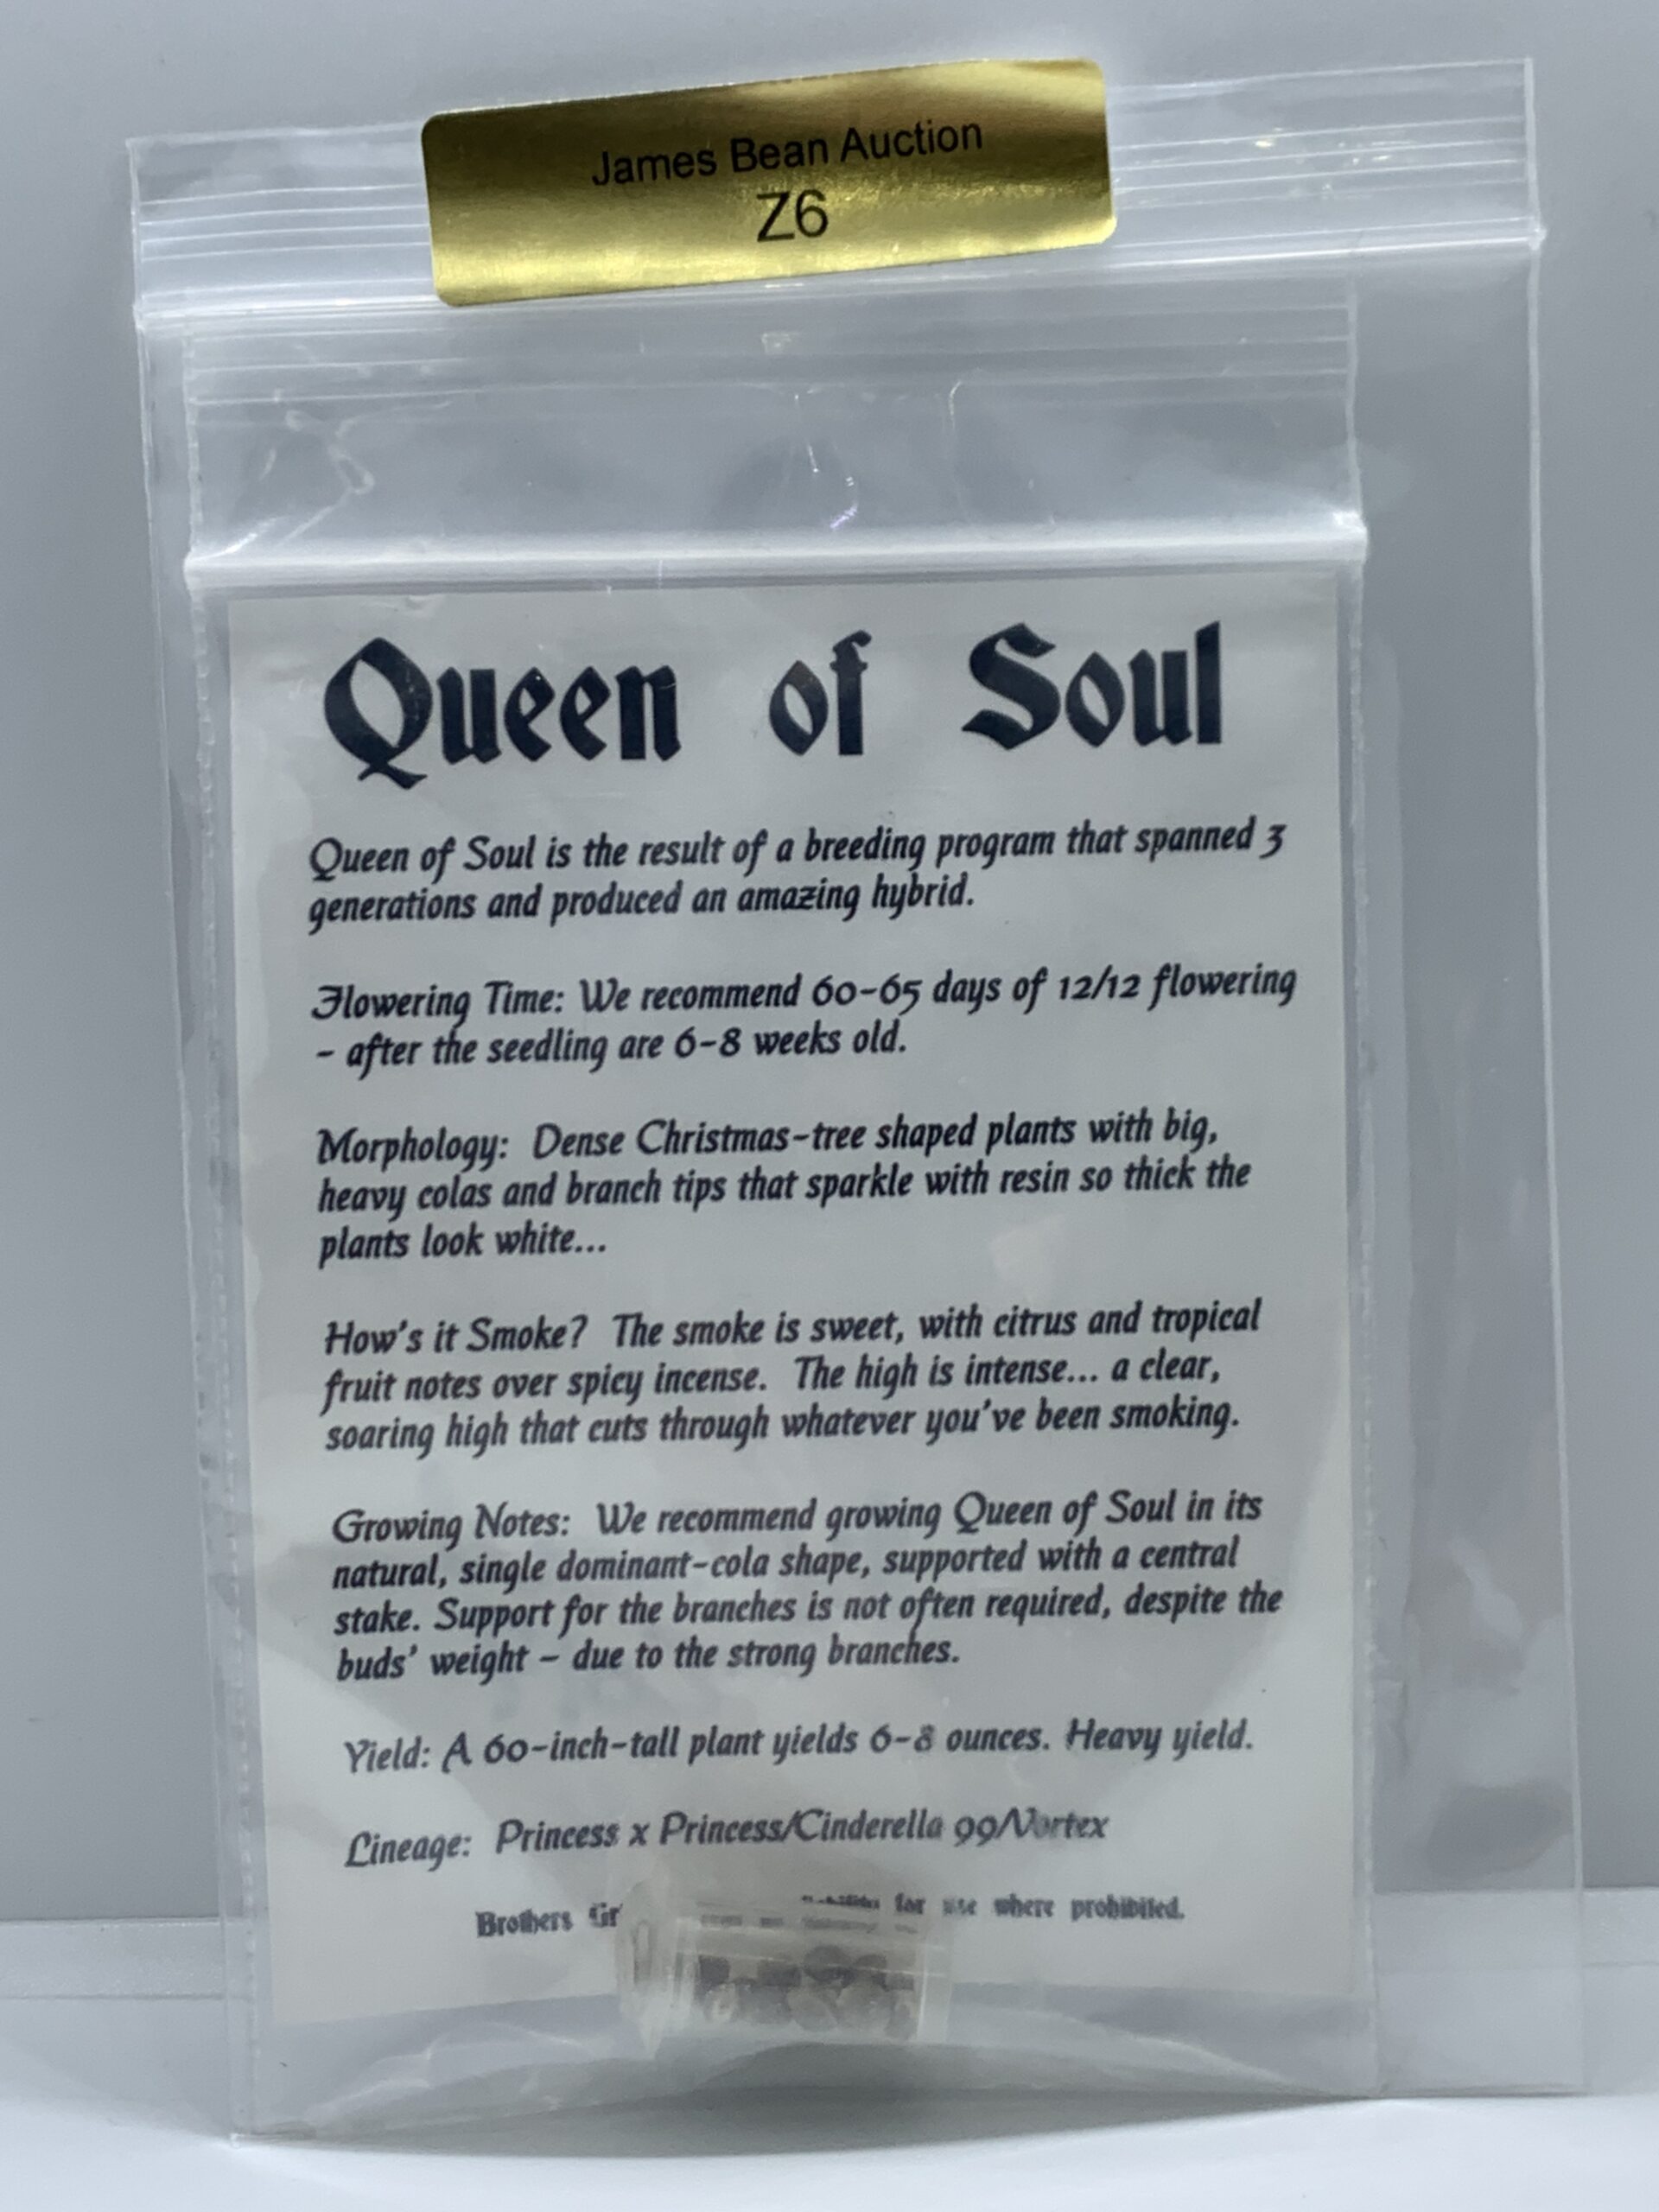 James Bean Auction
Z6
Queen of Soul
Queen of Soul is the result of a breeding program that spanned 3
generations and produced an amazing hybrid.
Flowering Time: We recommend 60-65 days of 12/12 flowering
- after the seedling are 6-8 weeks old.
Morphology: Dense Christmas-tree shaped plants with big,
heavy colas and branch tips that sparkle with resin so thick the
plants look white...
How's it Smoke? The smoke is sweet, with citrus and tropical
fruit notes over spicy incense. The high is intense... a clear,
soaring high that cuts through whatever you've been smoking.
Growing Notes: We recommend growing Queen of Soul in its
natural, single dominant-cola shape, supported with a central
stake. Support for the branches is not often required, despite the
buds' weight – due to the strong branches.
Yield: A 60-inch-tall plant yields 6-8 ounces. Heavy yield.
Lineage: Princess x Princess/Cinderella 99/Vortex
Brothers for use where prohibited.